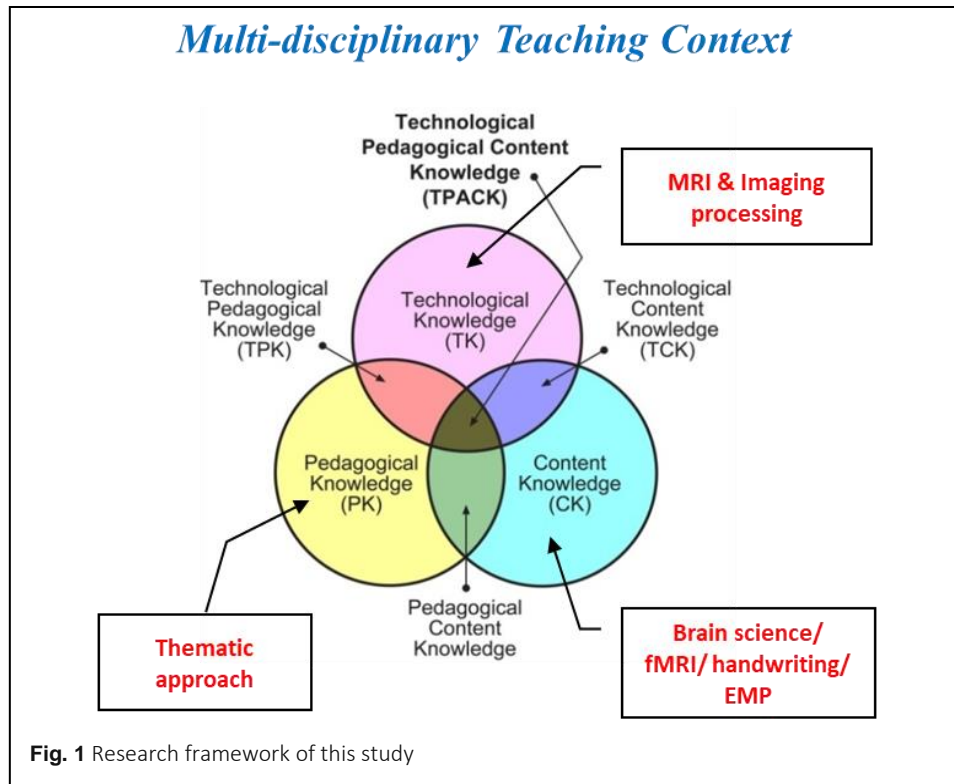 Multi-disciplinary Teaching Context
Technological
Pedagogical Content
Knowledge
(TPACK)
MRI & Imaging
processing
Technological
Pedagogical
Knowledge
(TPK)
Technological
Knowledge
(TK)
Technological
Content
Knowledge
(TCK)
Pedagogical
Knowledge
(PK)
Content
Knowledge
(CK)
Pedagogical
Content
Knowledge
Thematic
approach
Brain science/
fMRI/ handwriting/
EMP
Fig. 1 Research framework of this study